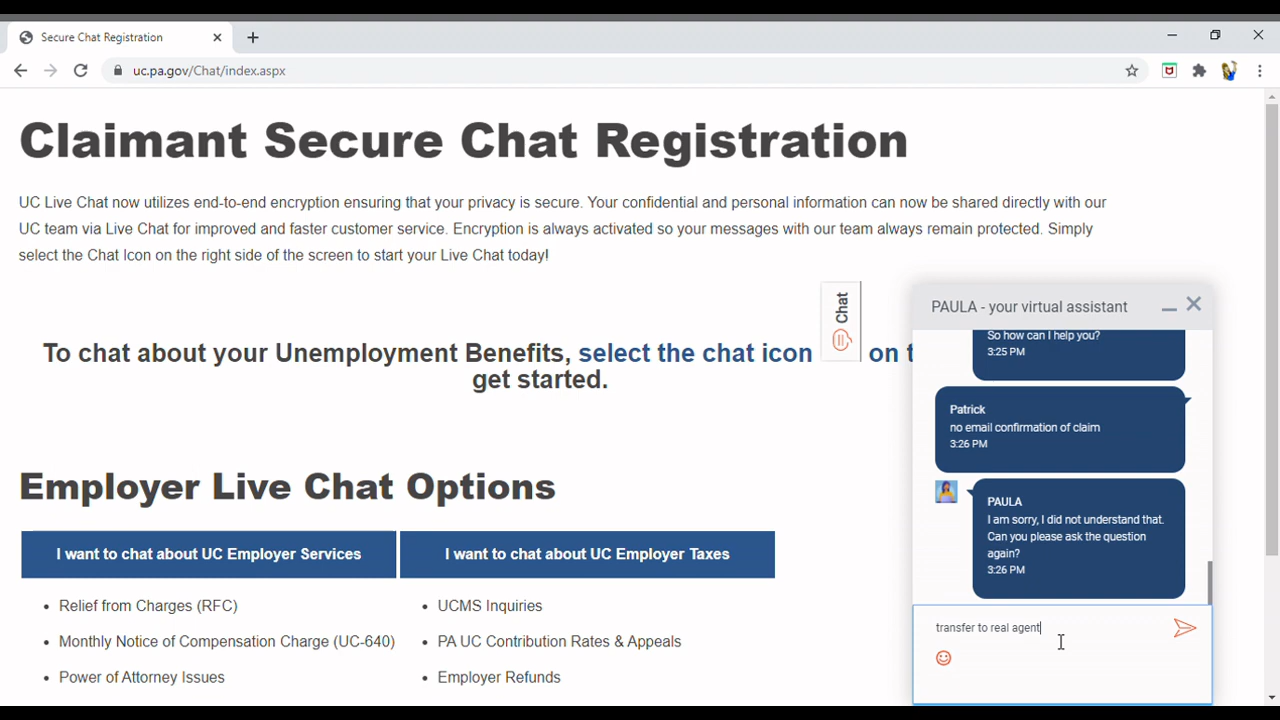 Secure Chat Registration
uc.pa.gov/Chat/index.aspx
Claimant Secure Chat Registration
UC Live Chat now utilizes end-to-end encryption ensuring that your privacy is secure. Your confidential and personal information can now be shared directly with our
UC team via Live Chat for improved and faster customer service. Encryption is always activated so your messages with our team always remain protected. Simply
select the Chat Icon on the right side of the screen to start your Live Chat today!
Chat
To chat about your Unemployment Benefits, select the chat icon on t
get started.
Employer Live Chat Options
I want to chat about UC Employer Services
Relief from Charges (RFC)
Monthly Notice of Compensation Charge (UC-640)
Power of Attorney Issues
I want to chat about UC Employer Taxes
UCMS Inquiries
PA UC Contribution Rates & Appeals
Employer Refunds
PAULA - your virtual assistant
So how can I help you?
3:25 PM
Patrick
no email confirmation of claim
3:26 PM
PAULA
I am sorry, I did not understand that.
Can you please ask the question
again?
3:26 PM
transfer to real agent